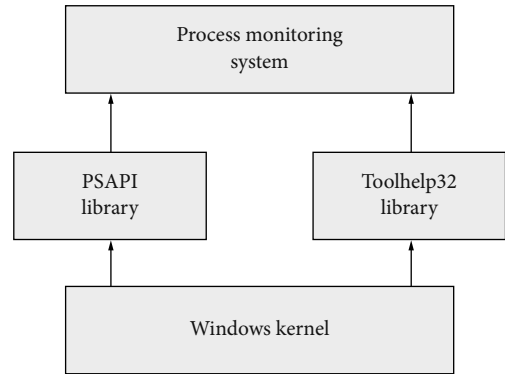 Process monitoring
system
PSAPI
library
Toolhelp32
library
Windows kernel